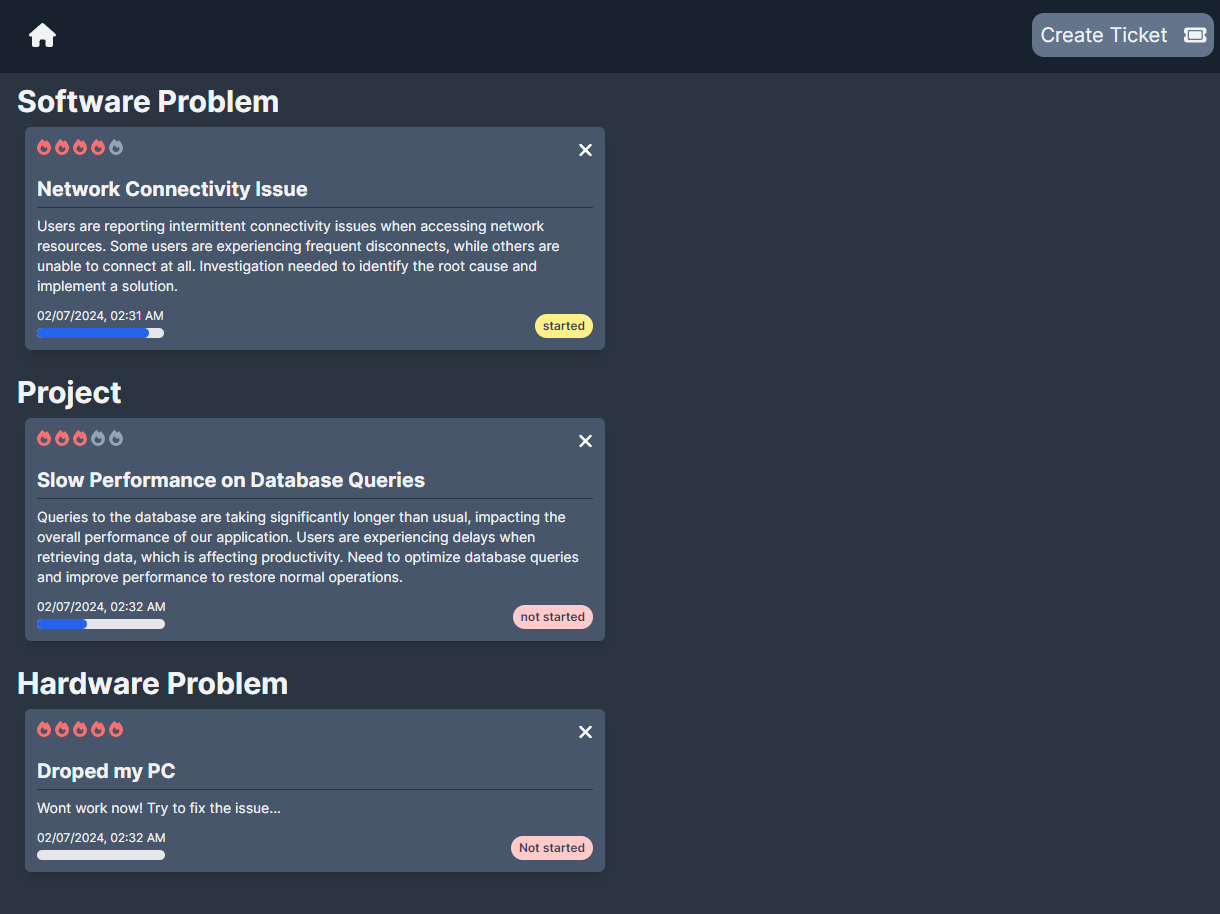 Create Ticket
Software Problem
Network Connectivity Issue
Users are reporting intermittent connectivity issues when accessing network
resources. Some users are experiencing frequent disconnects, while others are
unable to connect at all. Investigation needed to identify the root cause and
implement a solution.
02/07/2024, 02:31 AM
started
Project
Slow Performance on Database Queries
Queries to the database are taking significantly longer than usual, impacting the
overall performance of our application. Users are experiencing delays when
retrieving data, which is affecting productivity. Need to optimize database queries
and improve performance to restore normal operations.
02/07/2024, 02:32 AM
not started
Hardware Problem
Droped my PC
Wont work now! Try to fix the issue...
02/07/2024, 02:32 AM
Not started